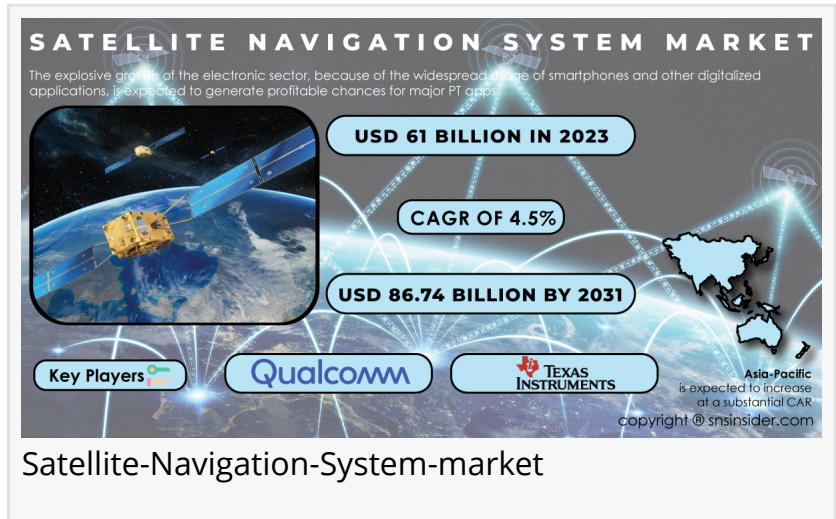 SATELLITE NAVIGATION SYSTEM MARKET
The explosive growth of the electronic sector, because of the widespread usage of smartphones and other digitalized
applications, is expected to generate profitable chances for major PT apps.
USD 61 BILLION IN 2023
CAGR OF 4.5%
USD 86.74 BILLION BY 2031
Key Players
Qualcomm
TEXAS
INSTRUMENTS
Asia-Pacific
is expected to increase
at a substantial CAR
copyright ® snsinsider.com
Satellite-Navigation-System-market